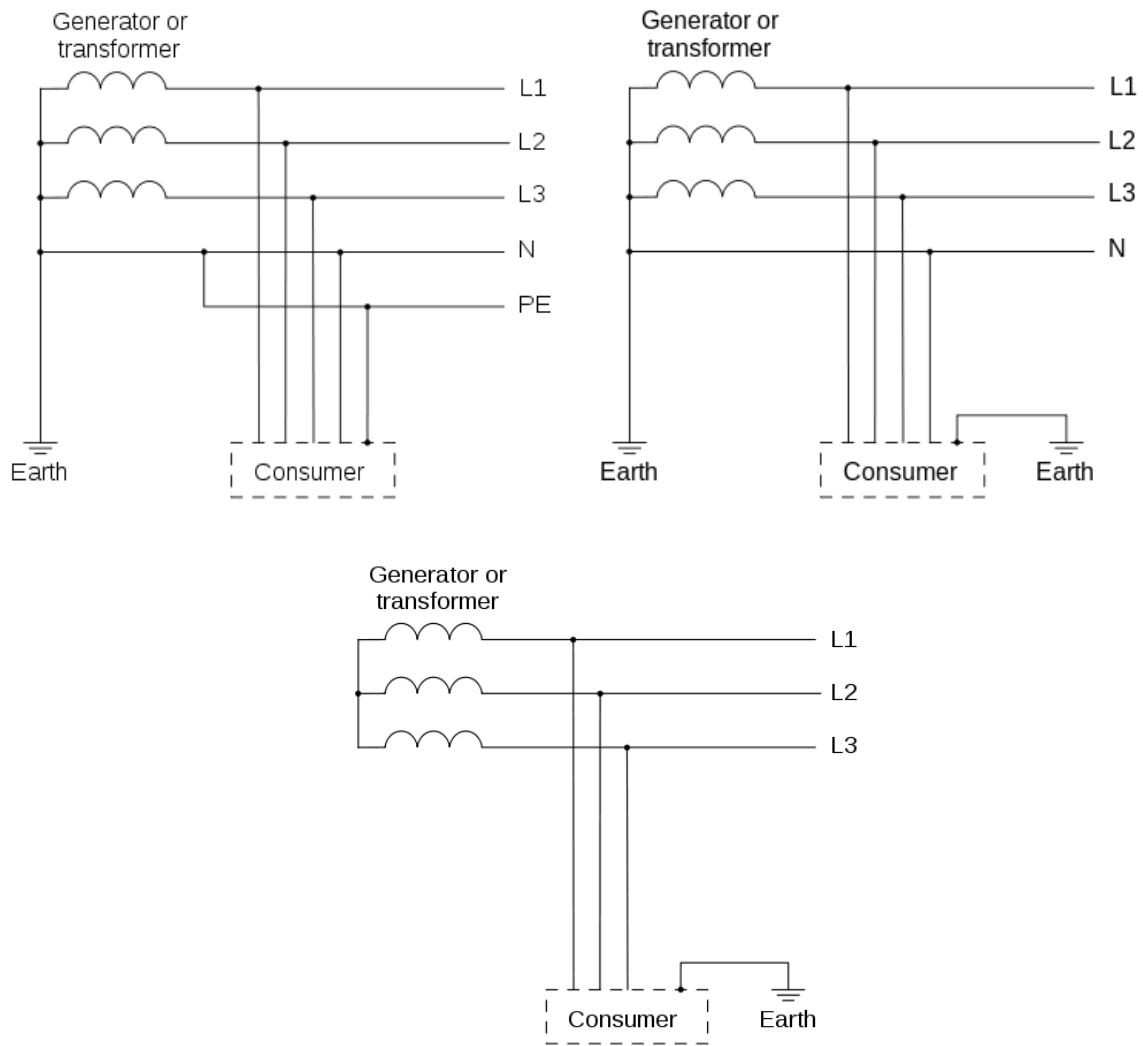 Generator or
transformer
L1
L2
L3
N
PE
Earth
Consumer
Generator or
transformer
L1
L2
L3
N
Earth
Consumer
Earth
Generator or
transformer
L1
L2
L3
Consumer
Earth